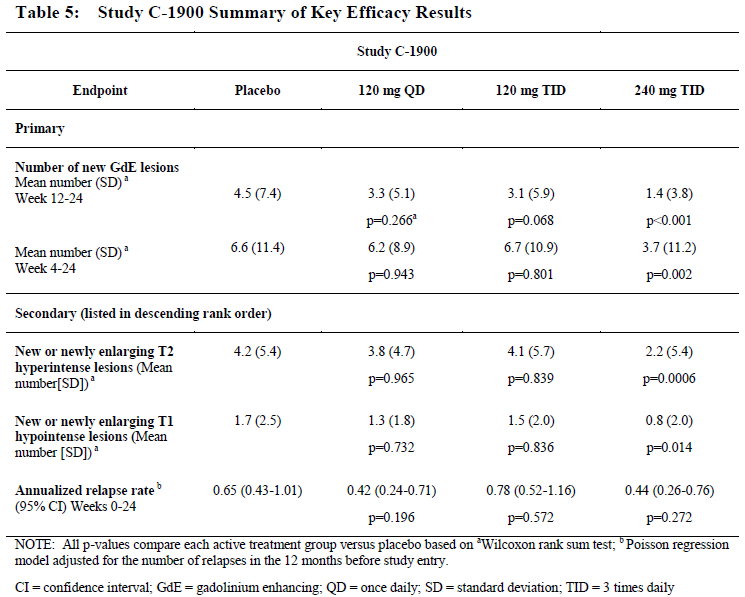 Table 5: Study C-1900 Summary of Key Efficacy Results
Study C-1900
Endpoint Placebo 120 mg QD 120 mg TID 240 mg TID
Primary
Number of new GdE lesions
Mean number (SD) a
Week 12-24 4.5 (7.4) 3.3 (5.1) 3.1 (5.9) 1.4 (3.8)
p=0.266a p=0.068 p<0.001
Mean number (SD) a 6.6 (11.4) 6.2 (8.9) 6.7 (10.9) 3.7 (11.2)
Week 4-24 p=0.943 p=0.801 p=0.002
Secondary (listed in descending rank order)
New or newly enlarging T2 4.2 (5.4) 3.8 (4.7) 4.1 (5.7) 2.2 (5.4)
hyperintense lesions (Mean
number[SD]) a p=0.965 p=0.839 p=0.0006
New or newly enlarging T1 1.7 (2.5) 1.3 (1.8) 1.5 (2.0) 0.8 (2.0)
hypointense lesions (Mean
number [SD]) a p=0.732 p=0.836 p=0.014
Annualized relapse rate b 0.65 (0.43-1.01) 0.42 (0.24-0.71) 0.78 (0.52-1.16) 0.44 (0.26-0.76)
(95% CI) Weeks 0-24 p=0.196 p=0.572 p=0.272
NOTE: All p-values compare each active treatment group versus placebo based on aWilcoxon rank sum test; b Poisson regression
model adjusted for the number of relapses in the 12 months before study entry.
CI = confidence interval; GdE = gadolinium enhancing; QD = once daily; SD = standard deviation; TID = 3 times daily